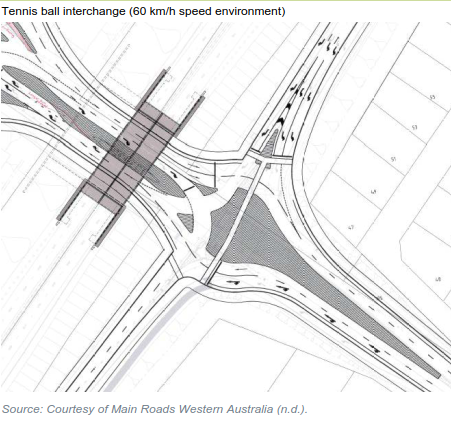 Tennis ball interchange (60 km/h speed environment)
Source: Courtesy of Main Roads Western Australia (n.d.).